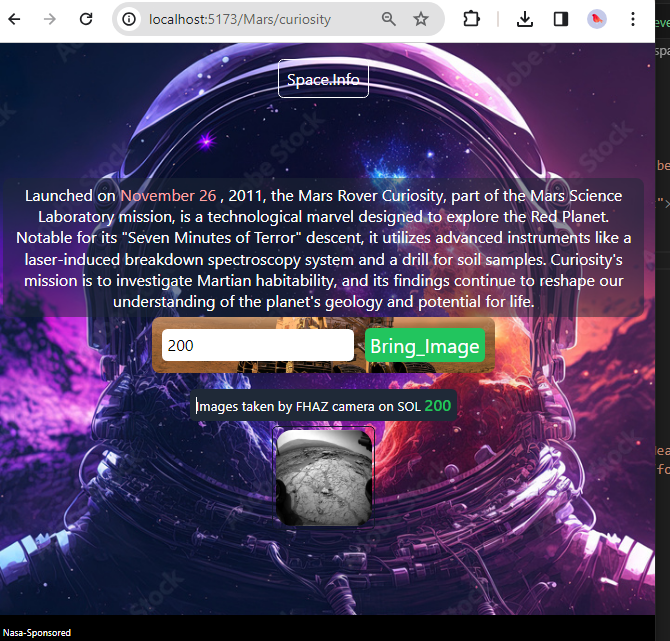 localhost:5173/Mars/curiosity
Space.Info
Launched on November 26 , 2011, the Mars Rover Curiosity, part of the Mars Science
Laboratory mission, is a technological marvel designed to explore the Red Planet.
Notable for its "Seven Minutes of Terror" descent, it utilizes advanced instruments like a
laser-induced breakdown spectroscopy system and a drill for soil samples. Curiosity's
mission is to investigate Martian habitability, and its findings continue to reshape our
understanding of the planet's geology and potential for life.
200
Bring_Image
Images taken by FHAZ camera on SOL 200
Nasa-Sponsored
Adobe Stock